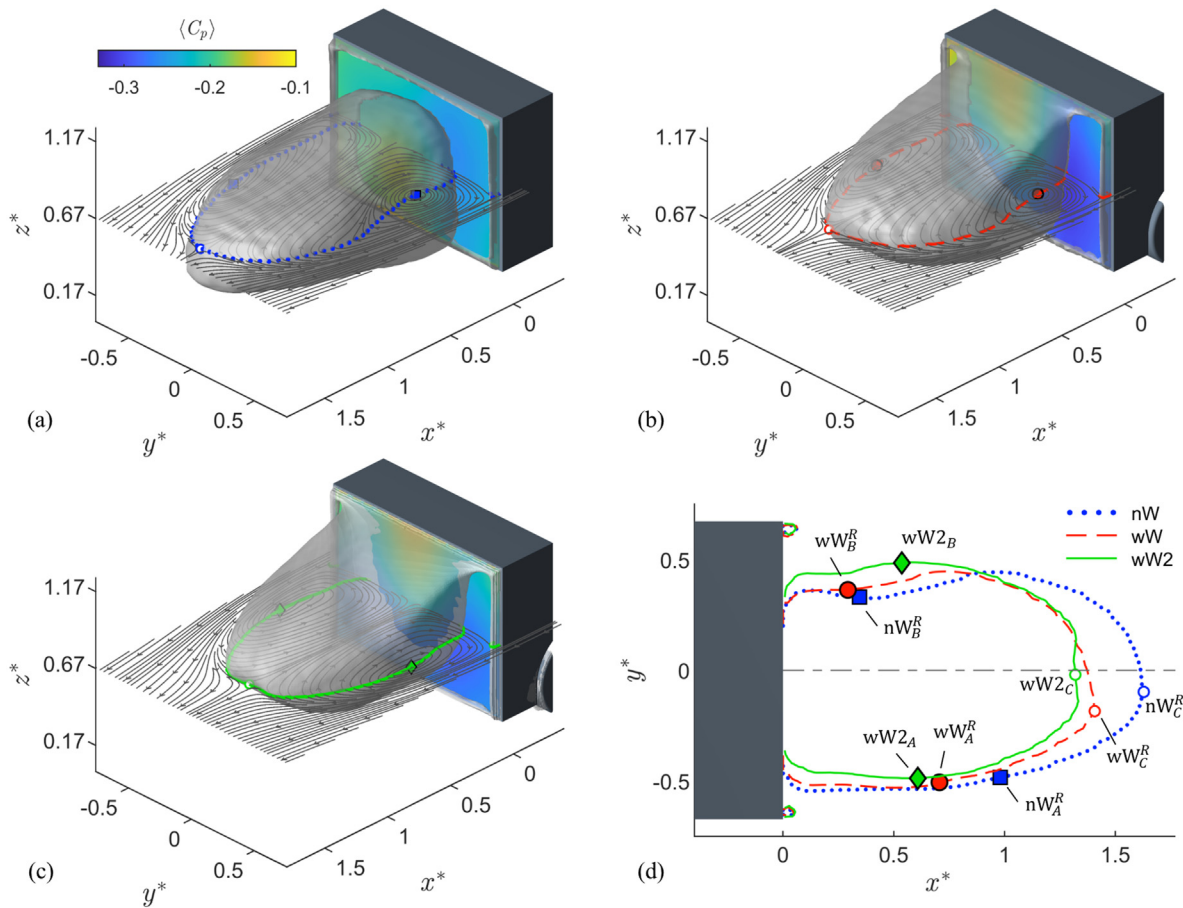 ⟨C_p⟩
-0.3 -0.2 -0.1
1.17
0.67
0.17
z*
-0.5
0
0.5
y*
1.5
1
0.5
0
x*
(a)
1.17
0.67
0.17
z*
-0.5
0
0.5
y*
1.5
1
0.5
0
x*
(b)
1.17
0.67
0.17
z*
-0.5
0
0.5
y*
1.5
1
0.5
0
x*
(c)
nW
wW
wW2
wW_B^R
wW2_B
nW_B^R
wW2_C
nW_C^R
wW2_A
wW_A^R
wW_C^R
nW_A^R
0.5
0
-0.5
y*
0 0.5 1 1.5
x*
(d)